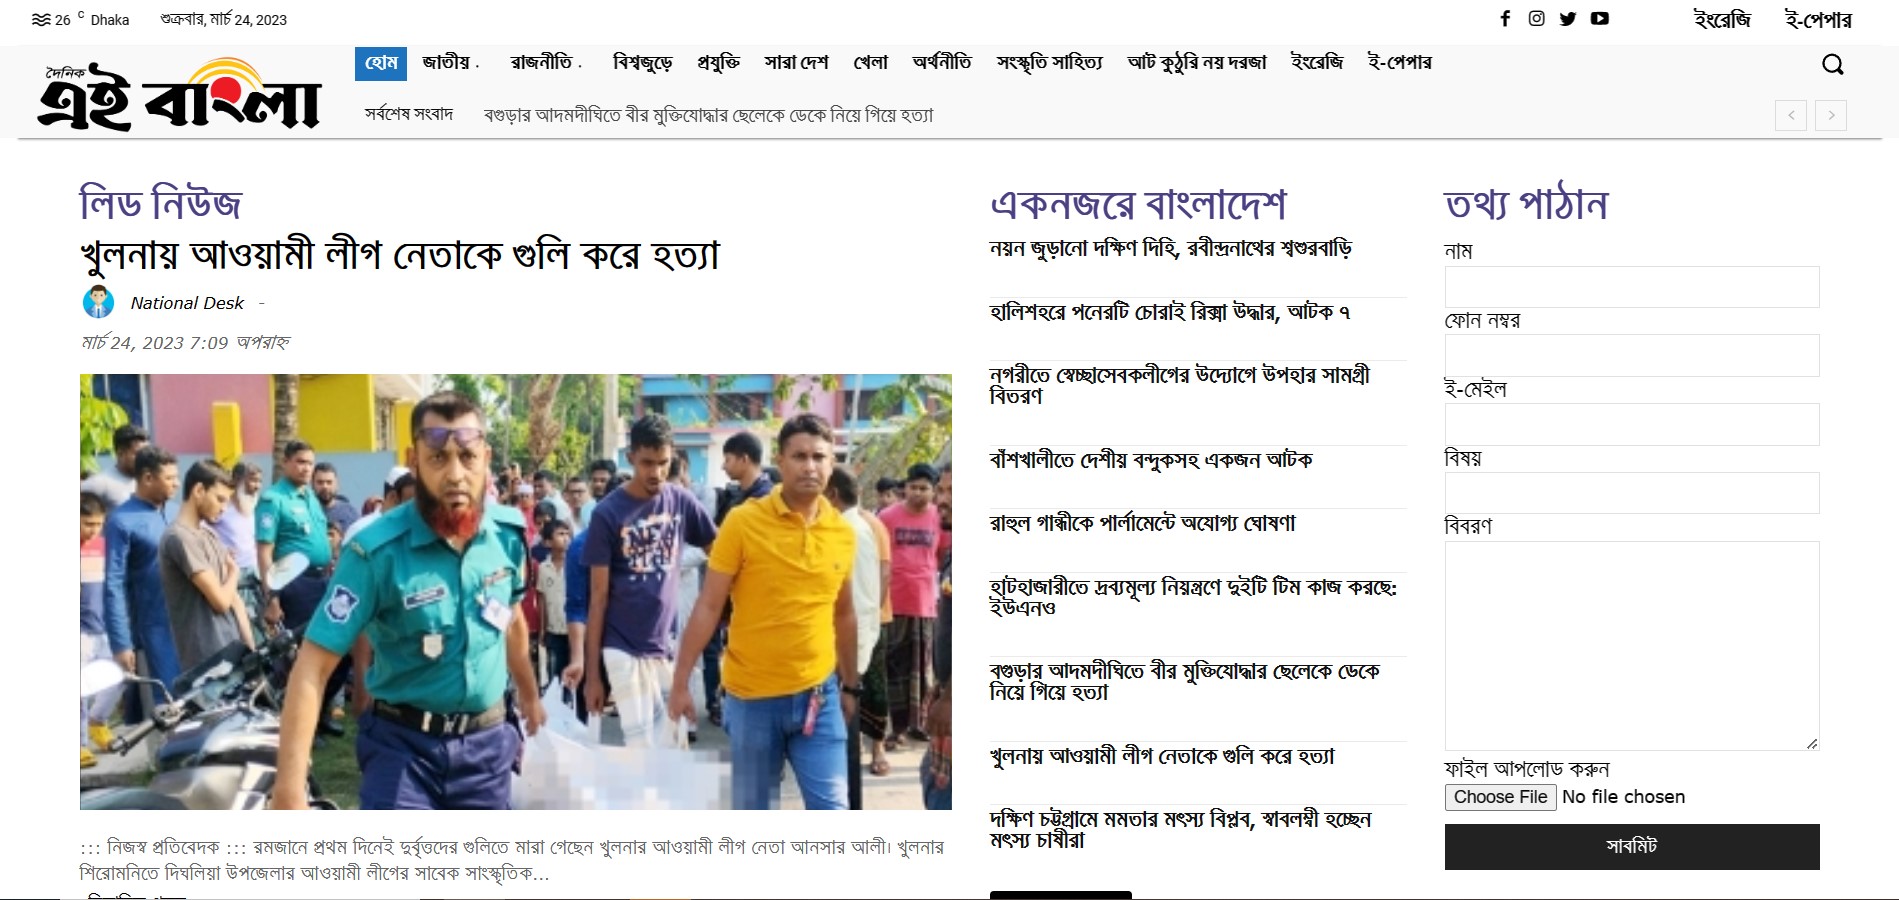 26 C Dhaka
শুক্রবার, মার্চ 24, 2023
ইংরেজি
ই-পেপার
দৈনিক
এই বাংলা
হোম জাতীয় . রাজনীতি . বিশ্বজুড়ে প্রযুক্তি সারা দেশ খেলা অর্থনীতি সংস্কৃতি সাহিত্য আট কুঠুরি নয় দরজা ইংরেজি ই-পেপার
সর্বশেষ সংবাদ বগুড়ার আদমদীঘিতে বীর মুক্তিযোদ্ধার ছেলেকে ডেকে নিয়ে গিয়ে হত্যা
লিড নিউজ
খুলনায় আওয়ামী লীগ নেতাকে গুলি করে হত্যা
National Desk -
মার্চ 24, 2023 7:09 অপরাহ্ন
::: নিজস্ব প্রতিবেদক ::: রমজানে প্রথম দিনেই দুর্বৃত্তদের গুলিতে মারা গেছেন খুলনার আওয়ামী লীগ নেতা আনসার আলী। খুলনার
শিরোমনিতে দিঘলিয়া উপজেলার আওয়ামী লীগের সাবেক সাংস্কৃতিক...
একনজরে বাংলাদেশ
নয়ন জুড়ানো দক্ষিণ দিহি, রবীন্দ্রনাথের শ্বশুরবাড়ি
হালিশহরে পনেরটি চোরাই রিক্সা উদ্ধার, আটক ৭
নগরীতে স্বেচ্ছাসেবকলীগের উদ্যোগে উপহার সামগ্রী
বিতরণ
বাঁশখালীতে দেশীয় বন্দুকসহ একজন আটক
রাহুল গান্ধীকে পার্লামেন্টে অযোগ্য ঘোষণা
হাটহাজারীতে দ্রব্যমূল্য নিয়ন্ত্রণে দুইটি টিম কাজ করছে:
ইউএনও
বগুড়ার আদমদীঘিতে বীর মুক্তিযোদ্ধার ছেলেকে ডেকে
নিয়ে গিয়ে হত্যা
খুলনায় আওয়ামী লীগ নেতাকে গুলি করে হত্যা
দক্ষিণ চট্টগ্রামে মমতার মৎস্য বিপ্লব, স্বাবলম্বী হচ্ছেন
মৎস্য চাষীরা
তথ্য পাঠান
নাম
ফোন নম্বর
ই-মেইল
বিষয়
বিবরণ
ফাইল আপলোড করুন
Choose File No file chosen
সাবমিট